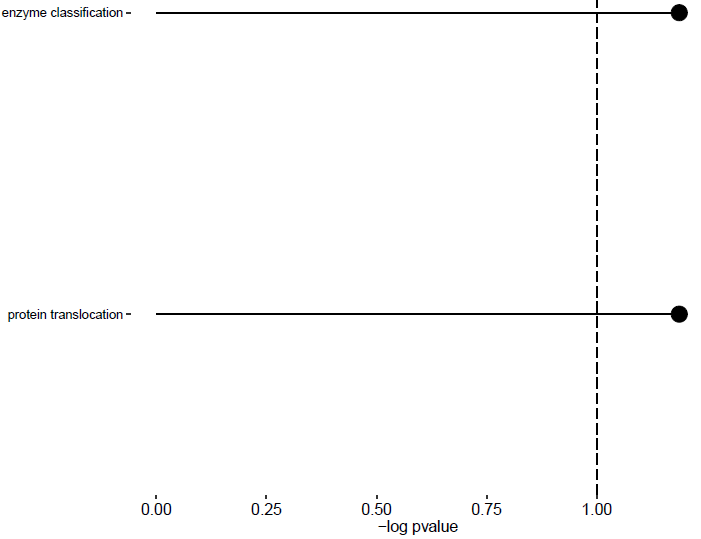 enzyme classification
protein translocation
0.00 0.25 0.50 0.75 1.00
−log pvalue